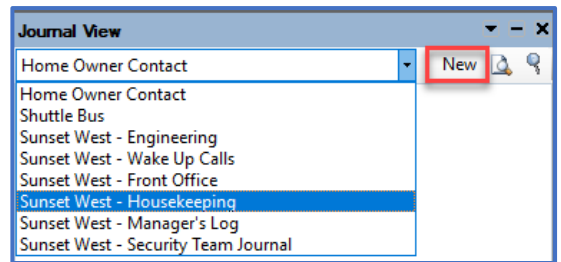 Journal View
Home Owner Contact New
Home Owner Contact
Shuttle Bus
Sunset West - Engineering
Sunset West - Wake Up Calls
Sunset West - Front Office
Sunset West - Housekeeping
Sunset West - Manager's Log
Sunset West - Security Team Journal